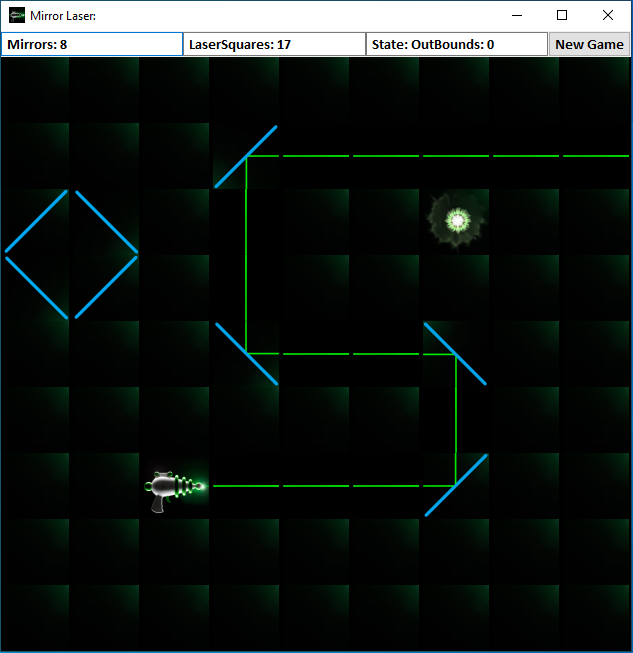 Mirror Laser:
Mirrors: 8
LaserSquares: 17
State: OutBounds: 0
New Game